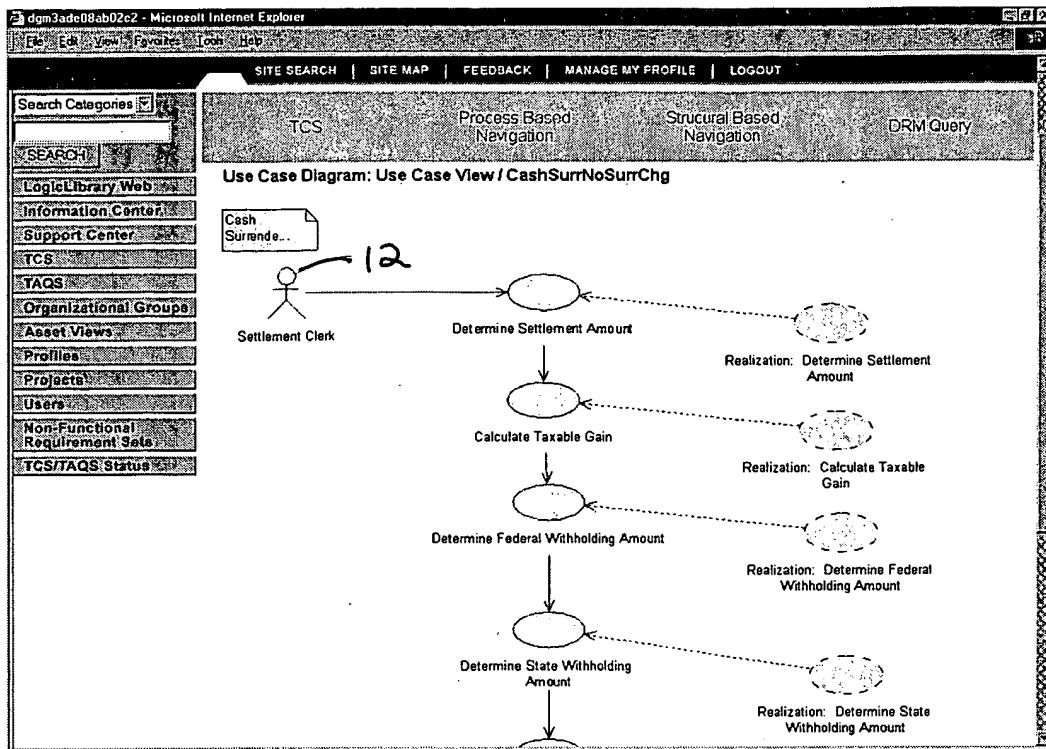 dgm3ade08ab02c2 - Microsoft Internet Explorer
File Edit View Favorites Tools Help
SITE SEARCH | SITE MAP | FEEDBACK | MANAGE MY PROFILE | LOGOUT
Search Categories
SEARCH
TCS
Process Based
Navigation
Strucural Based
Navigation
DRM Query
LogicLibrary Web
Information Center
Support Center
TCS
TAQS
Organizational Groups
Asset Views
Profiles
Projects
Users
Non-Functional
Requirement Sets
TCS/TAQS Status
Use Case Diagram: Use Case View / CashSurrNoSurrChg
Cash
Surrende...
12
Settlement Clerk
Determine Settlement Amount
Realization: Determine Settlement
Amount
Calculate Taxable Gain
Realization: Calculate Taxable
Gain
Determine Federal Withholding Amount
Realization: Determine Federal
Withholding Amount
Determine State Withholding
Amount
Realization: Determine State
Withholding Amount